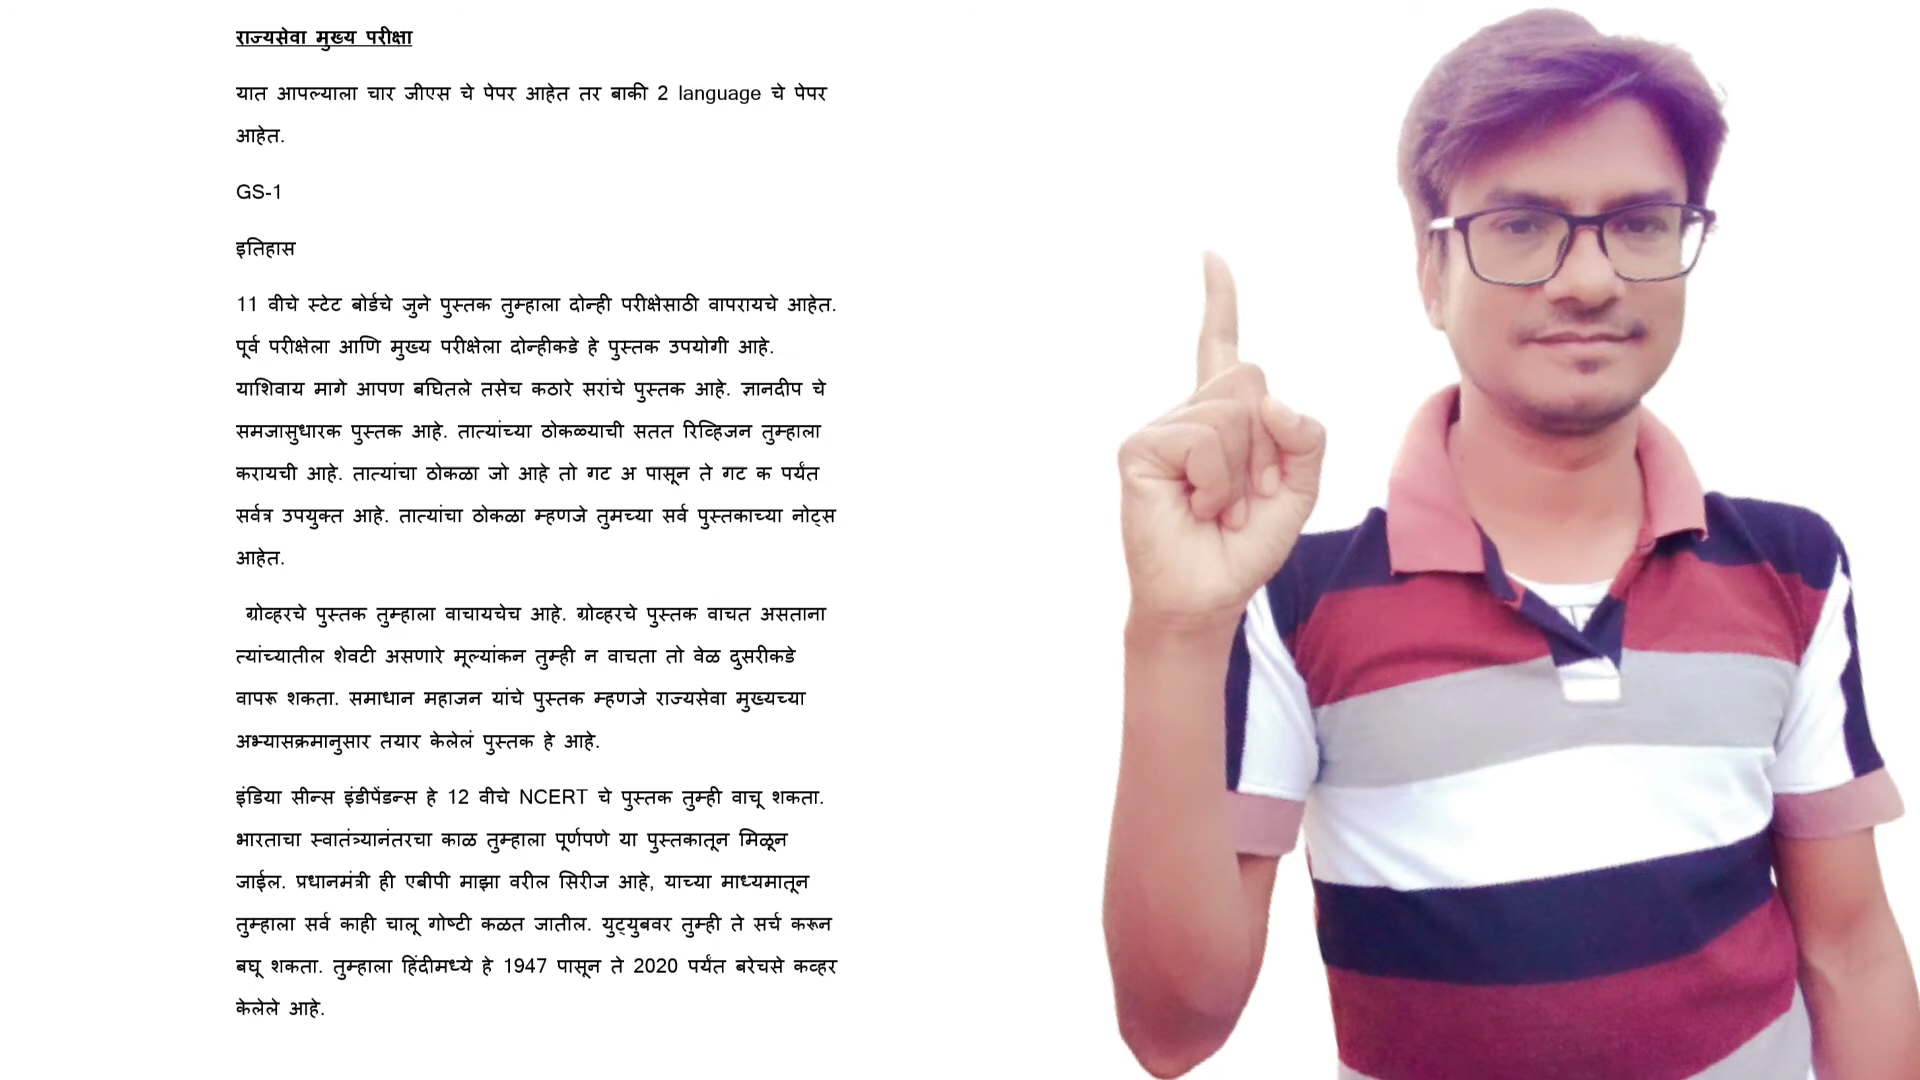 राज्यसेवा मुख्य परीक्षा
यात आपल्याला चार जीएस चे पेपर आहेत तर बाकी 2 language चे पेपर
आहेत.
GS-1
इतिहास
11 वीचे स्टेट बोर्डचे जुने पुस्तक तुम्हाला दोन्ही परीक्षेसाठी वापरायचे आहेत.
पूर्व परीक्षेला आणि मुख्य परीक्षेला दोन्हीकडे हे पुस्तक उपयोगी आहे.
याशिवाय मागे आपण बघितले तसेच कठारे सरांचे पुस्तक आहे. ज्ञानदीप चे
समजासुधारक पुस्तक आहे. तात्यांच्या ठोकळ्याची सतत रिव्हिजन तुम्हाला
करायची आहे. तात्यांचा ठोकळा जो आहे तो गट अ पासून ते गट क पर्यंत
सर्वत्र उपयुक्त आहे. तात्यांचा ठोकळा म्हणजे तुमच्या सर्व पुस्तकाच्या नोट्स
आहेत.
ग्रोव्हरचे पुस्तक तुम्हाला वाचायचेच आहे. ग्रोव्हरचे पुस्तक वाचत असताना
त्यांच्यातील शेवटी असणारे मूल्यांकन तुम्ही न वाचता तो वेळ दुसरीकडे
वापरू शकता. समाधान महाजन यांचे पुस्तक म्हणजे राज्यसेवा मुख्यच्या
अभ्यासक्रमानुसार तयार केलेलं पुस्तक हे आहे.
इंडिया सीन्स इंडीपेंडन्स हे 12 वीचे NCERT चे पुस्तक तुम्ही वाचू शकता.
भारताचा स्वातंत्र्यानंतरचा काळ तुम्हाला पूर्णपणे या पुस्तकातून मिळून
जाईल. प्रधानमंत्री ही एबीपी माझा वरील सिरीज आहे, याच्या माध्यमातून
तुम्हाला सर्व काही चालू गोष्टी कळत जातील. युट्युबवर तुम्ही ते सर्च करून
बघू शकता. तुम्हाला हिंदीमध्ये हे 1947 पासून ते 2020 पर्यंत बरेचसे कव्हर
केलेले आहे.